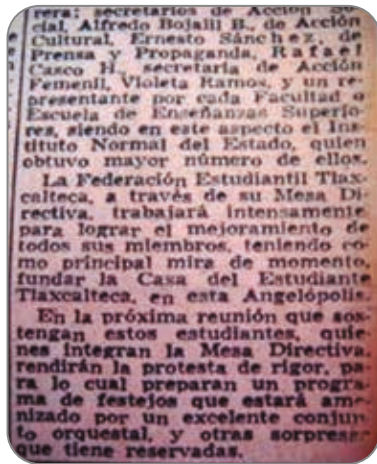 rera; secretarios de Acción So-
cial, Alfredo Bojalil B., de Acción
Cultural, Ernesto Sánchez, de
Prensa y Propaganda, Rafael
Casco H., secretaria de Acción
Femenil, Violeta Ramos, y un re-
presentante por cada Facultad o
Escuela de Enseñanzas Superio-
res, siendo en este aspecto el Ins-
tituto Normal del Estado, quien
obtuvo mayor número de ellos.
La Federación Estudiantil Tlax-
calteca, a través de su Mesa Di-
rectiva, trabajará intensamente
para lograr el mejoramiento de
todos sus miembros, teniendo co-
mo principal mira de momento,
fundar la Casa del Estudiante
Tlaxcalteca, en esta Angelópolis.
En la próxima reunión que sos-
tengan estos estudiantes, quie-
nes integran la Mesa Directiva,
rendirán la protesta de rigor, pa-
ra lo cual preparan un progra-
ma de festejos que estará ame-
nizado por un excelente conjun-
to orquestal, y otras sorpresas
que tiene reservadas.